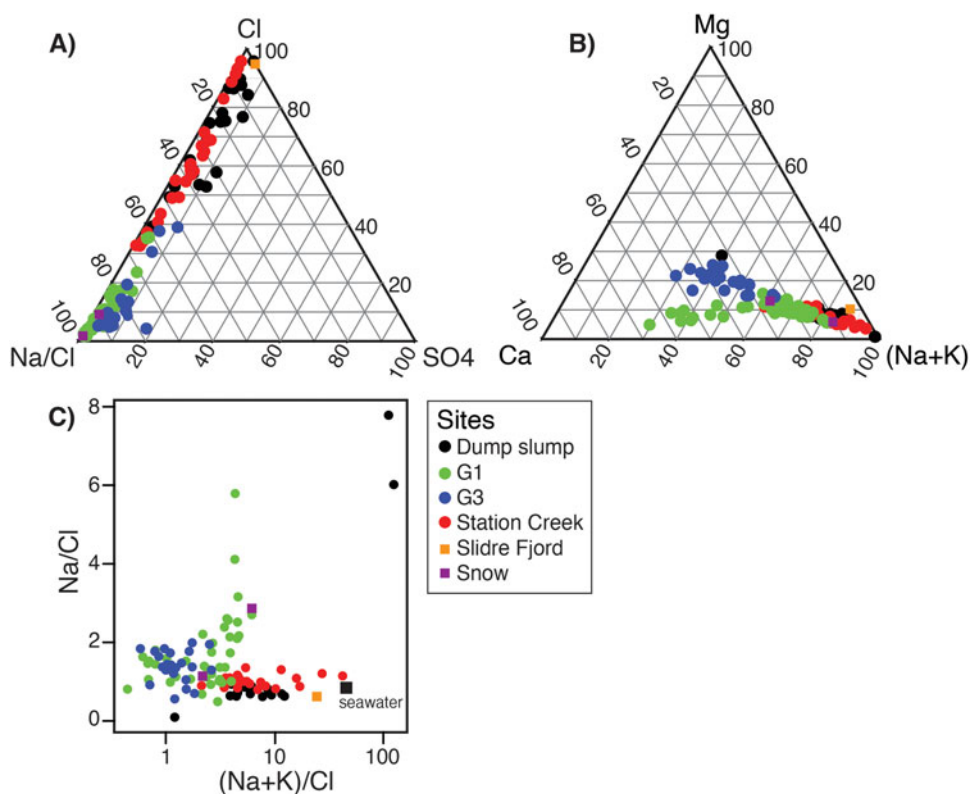 A)
Cl
100
80
60
40
20
20
40
60
80
100
Na/Cl
20
40
60
80
100
SO4
B)
Mg
100
80
60
40
20
20
40
60
80
100
Ca
20
40
60
80
100
(Na+K)
C)
8
6
4
2
0
Na/Cl
seawater
1
10
100
(Na+K)/Cl
Sites
Dump slump
G1
G3
Station Creek
Slidre Fjord
Snow